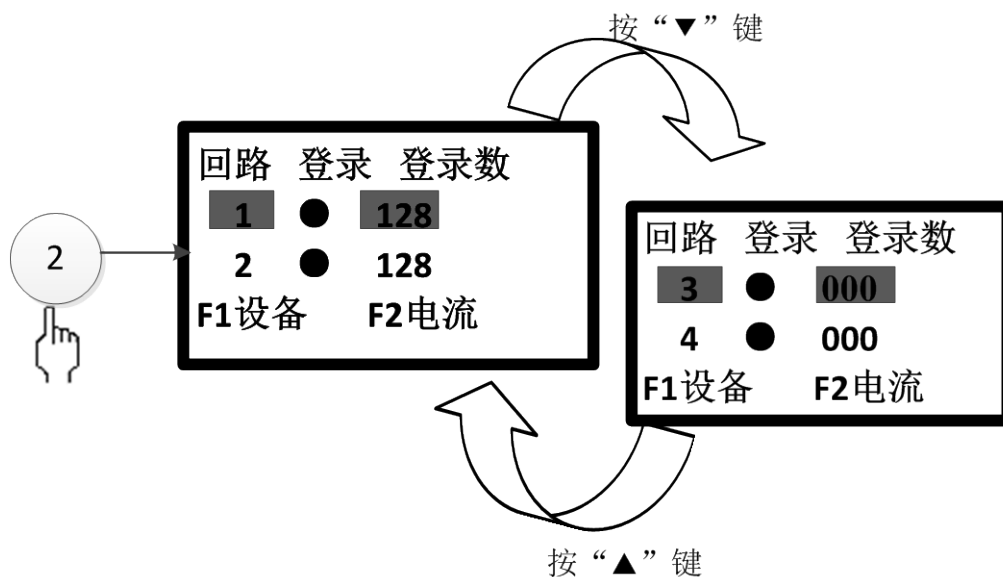 按“▼”键
回路 登录 登录数
1 ● 128
2 ● 128
F1设备 F2电流
2
回路 登录 登录数
3 ● 000
4 ● 000
F1设备 F2电流
按“▲”键